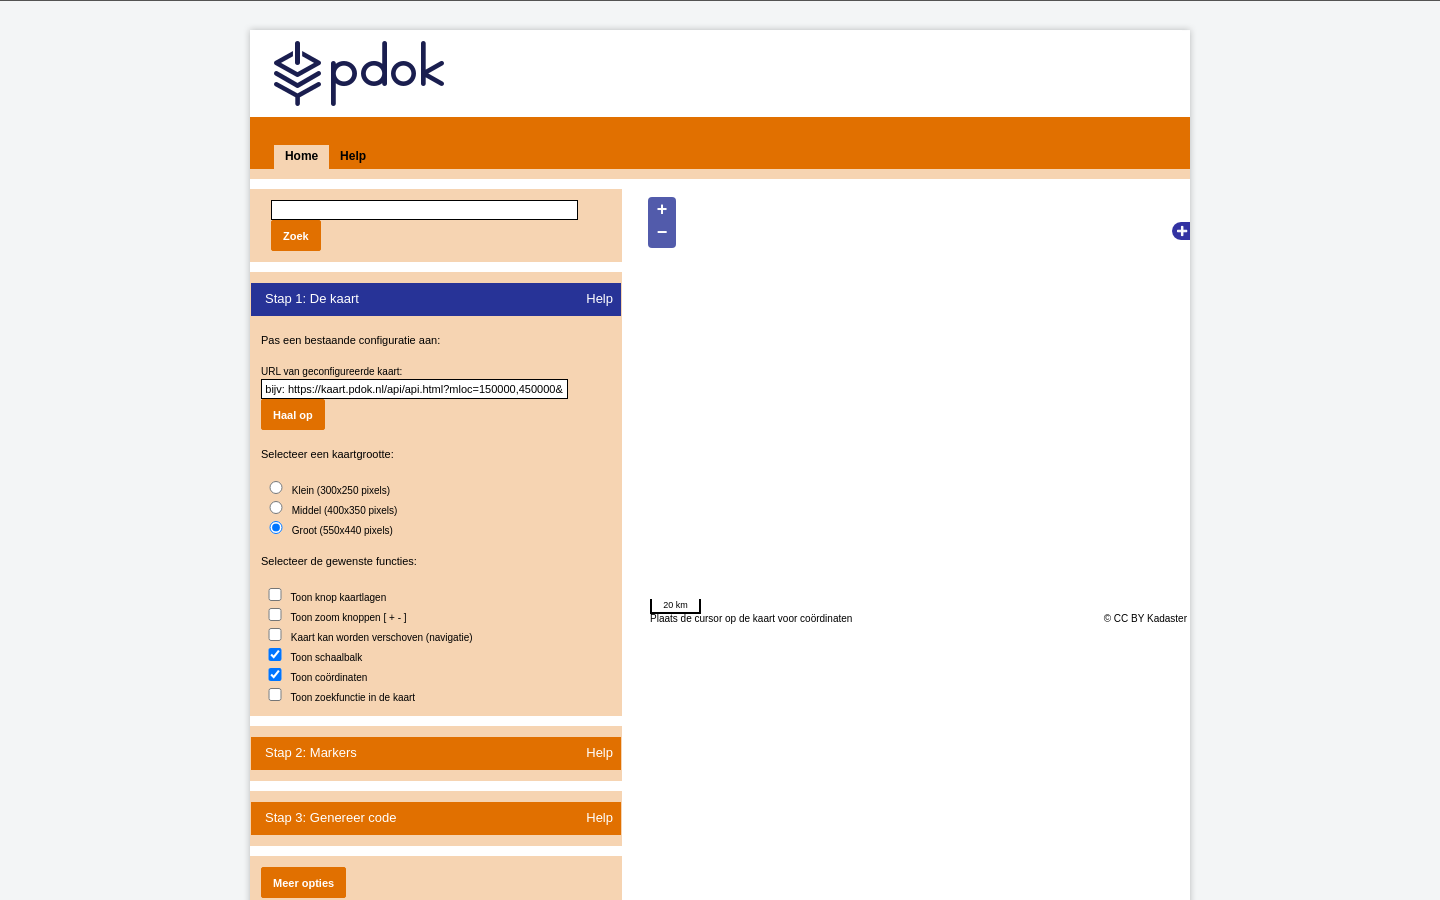 pdok
Home Help
Zoek
Stap 1: De kaart Help
Pas een bestaande configuratie aan:
URL van geconfigureerde kaart:
bijv: https://kaart.pdok.nl/api/api.html?mloc=150000,450000&
Haal op
Selecteer een kaartgrootte:
Klein (300x250 pixels)
Middel (400x350 pixels)
Groot (550x440 pixels)
Selecteer de gewenste functies:
Toon knop kaartlagen
Toon zoom knoppen [ + - ]
Kaart kan worden verschoven (navigatie)
Toon schaalbalk
Toon coördinaten
Toon zoekfunctie in de kaart
Stap 2: Markers Help
Stap 3: Genereer code Help
Meer opties
+
−
20 km
Plaats de cursor op de kaart voor coördinaten
© CC BY Kadaster